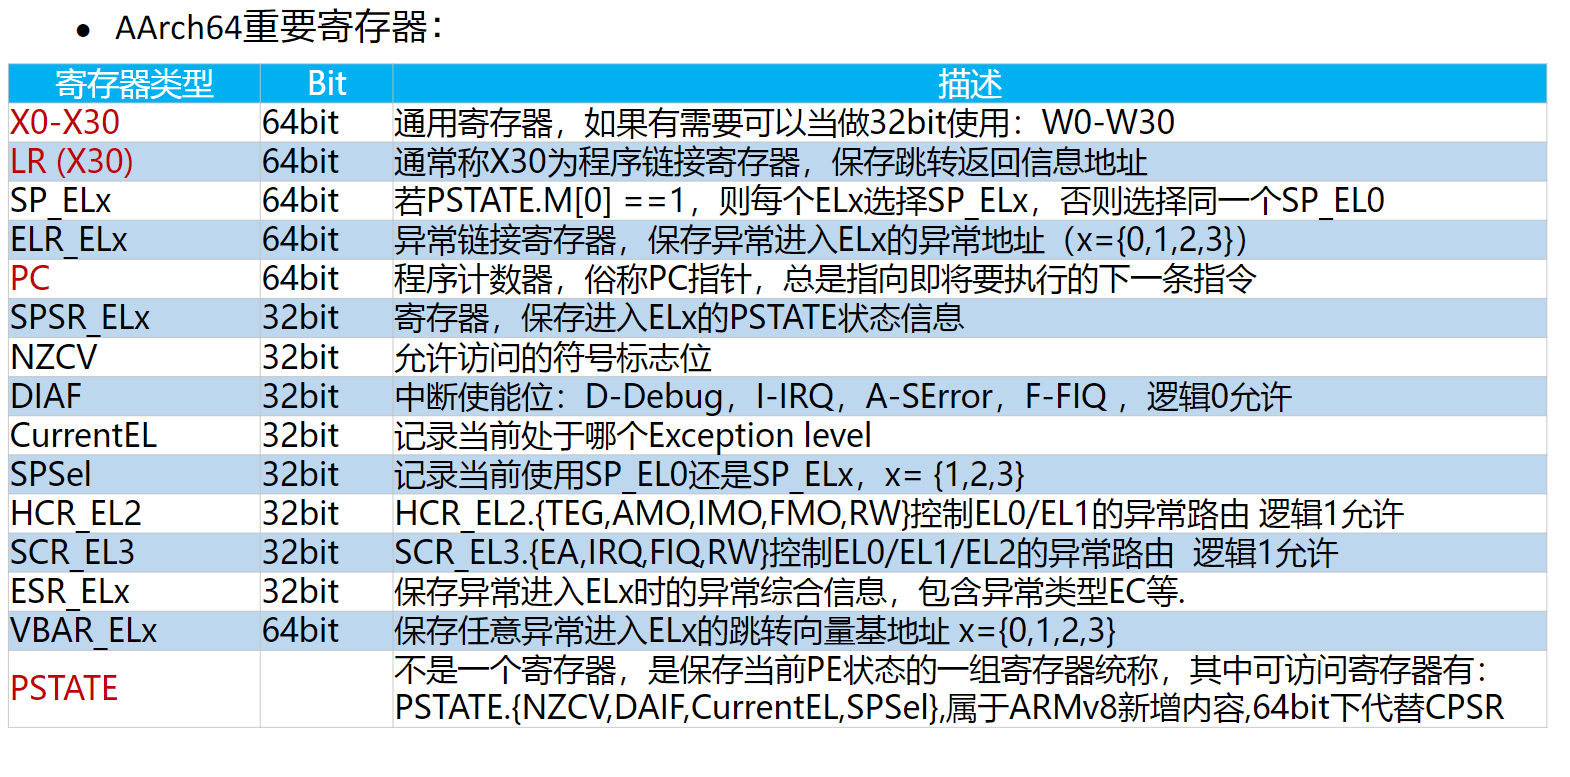 ● AArch64重要寄存器：
寄存器类型 Bit 描述
X0-X30 64bit 通用寄存器，如果有需要可以当做32bit使用：W0-W30
LR (X30) 64bit 通常称X30为程序链接寄存器，保存跳转返回信息地址
SP_ELx 64bit 若PSTATE.M[0] ==1，则每个ELx选择SP_ELx，否则选择同一个SP_EL0
ELR_ELx 64bit 异常链接寄存器，保存异常进入ELx的异常地址（x={0,1,2,3}）
PC 64bit 程序计数器，俗称PC指针，总是指向即将要执行的下一条指令
SPSR_ELx 32bit 寄存器，保存进入ELx的PSTATE状态信息
NZCV 32bit 允许访问的符号标志位
DIAF 32bit 中断使能位：D-Debug，I-IRQ，A-SError，F-FIQ ，逻辑0允许
CurrentEL 32bit 记录当前处于哪个Exception level
SPSel 32bit 记录当前使用SP_EL0还是SP_ELx，x= {1,2,3}
HCR_EL2 32bit HCR_EL2.{TEG,AMO,IMO,FMO,RW}控制EL0/EL1的异常路由 逻辑1允许
SCR_EL3 32bit SCR_EL3.{EA,IRQ,FIQ,RW}控制EL0/EL1/EL2的异常路由 逻辑1允许
ESR_ELx 32bit 保存异常进入ELx时的异常综合信息，包含异常类型EC等.
VBAR_ELx 64bit 保存任意异常进入ELx的跳转向量基地址 x={0,1,2,3}
PSTATE 不是一个寄存器，是保存当前PE状态的一组寄存器统称，其中可访问寄存器有：
PSTATE.{NZCV,DAIF,CurrentEL,SPSel},属于ARMv8新增内容,64bit下代替CPSR